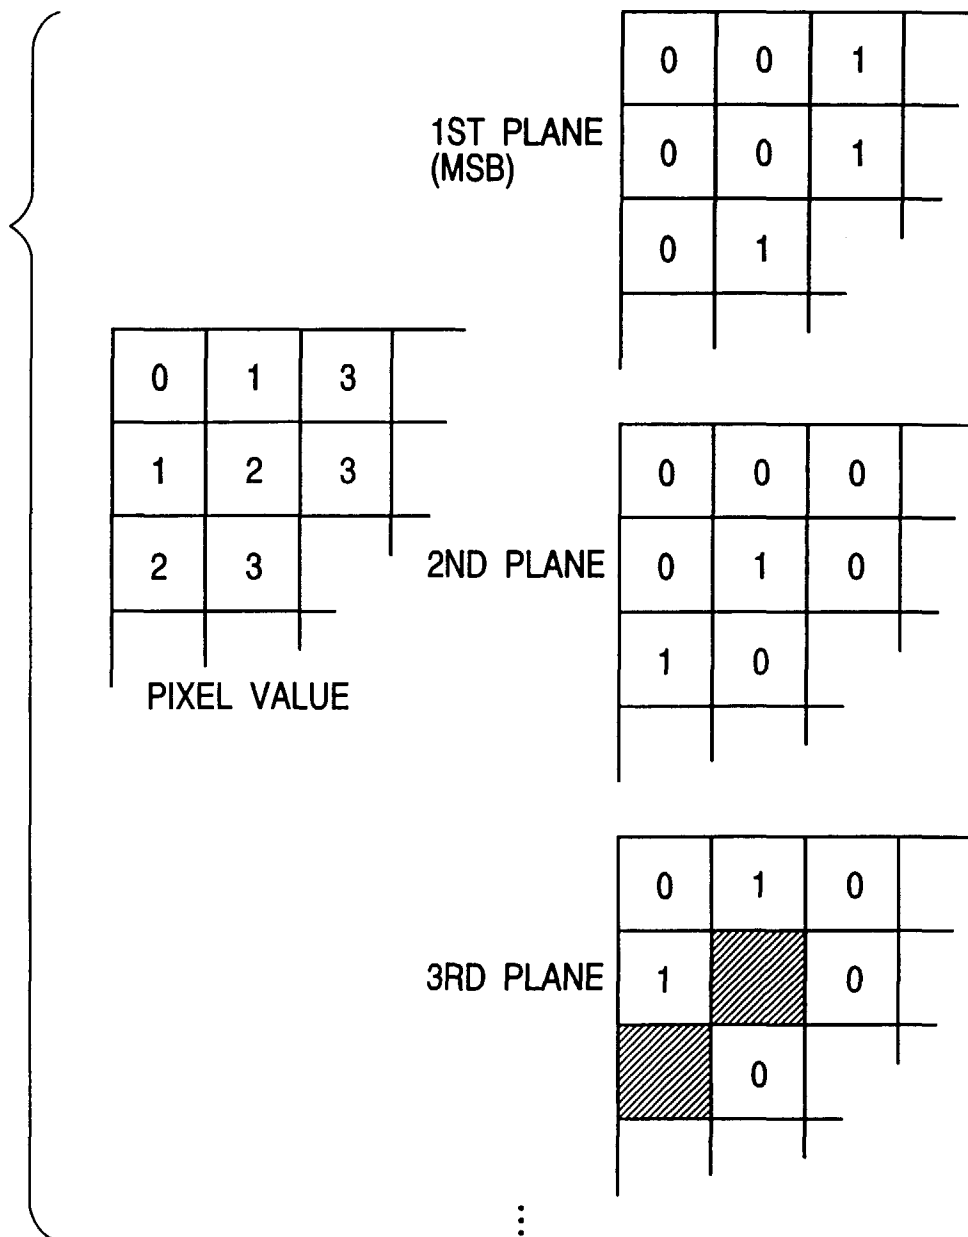 1ST PLANE
(MSB)
0 0 1
0 0 1
0 1
PIXEL VALUE
0 1 3
1 2 3
2 3
2ND PLANE
0 0 0
0 1 0
1 0
3RD PLANE
0 1 0
1 0
0
⋮